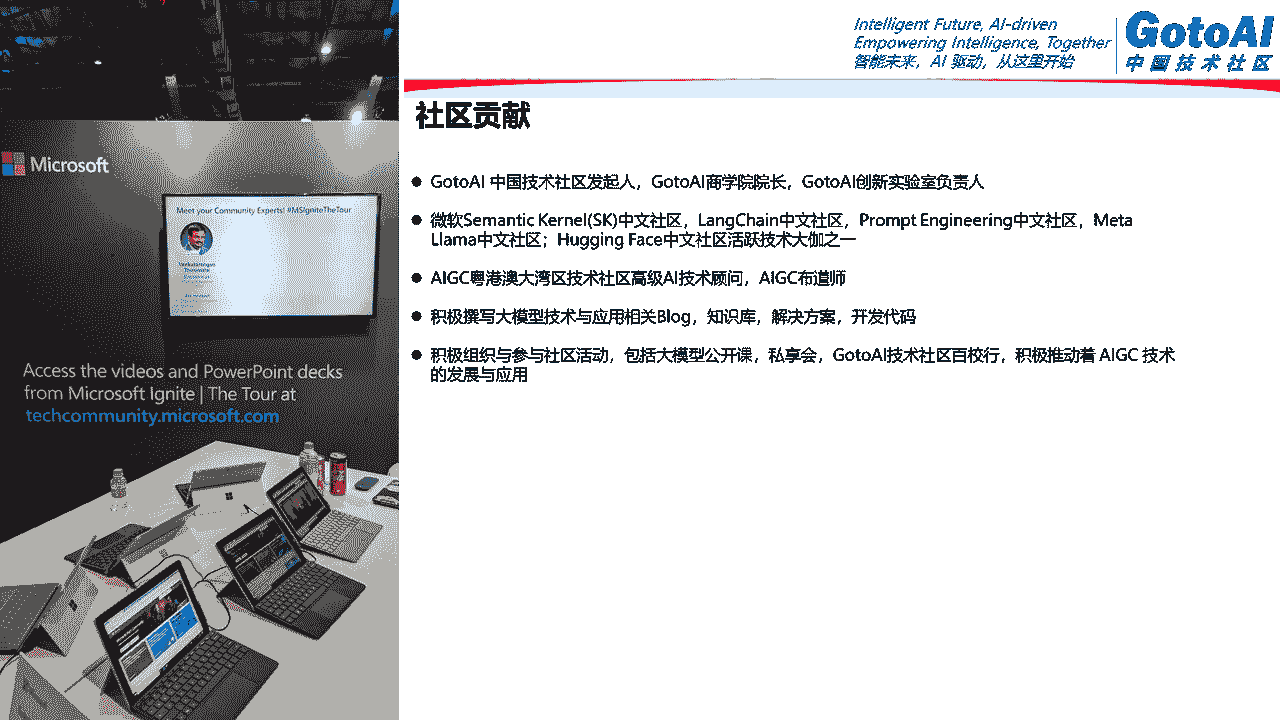 Intelligent Future, AI-driven
Empowering Intelligence, Together
智能未来，AI 驱动，从这里开始
GotoAI
中国技术社区
社区贡献
● GotoAI 中国技术社区发起人，GotoAI商学院院长，GotoAI创新实验室负责人
● 微软Semantic Kernel(SK)中文社区，LangChain中文社区，Prompt Engineering中文社区，Meta
Llama中文社区；Hugging Face中文社区活跃技术大伽之一
● AIGC粤港澳大湾区技术社区高级AI技术顾问，AIGC布道师
● 积极撰写大模型技术与应用相关Blog，知识库，解决方案，开发代码
● 积极组织与参与社区活动，包括大模型公开课，私享会，GotoAI技术社区百校行，积极推动着 AIGC 技术
的发展与应用
Microsoft
Meet your Community Experts! #MSIgniteTheTour
Access the videos and PowerPoint decks
from Microsoft Ignite | The Tour at
techcommunity.microsoft.com